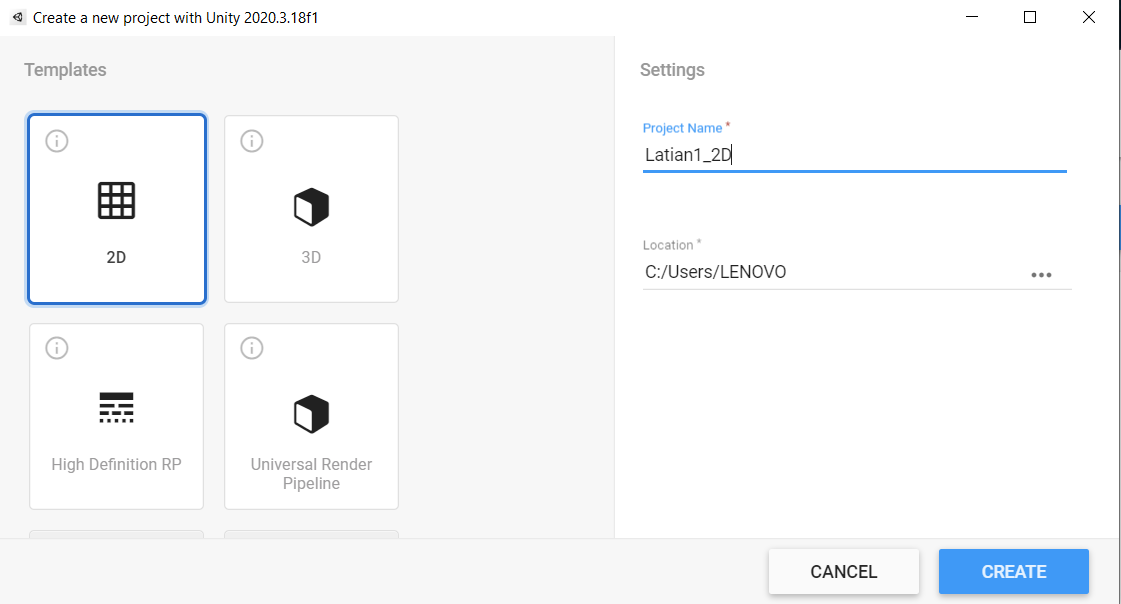 Create a new project with Unity 2020.3.18f1
Templates
2D
3D
High Definition RP
Universal Render
Pipeline
Settings
Project Name *
Latian1_2D
Location *
C:/Users/LENOVO
CANCEL
CREATE